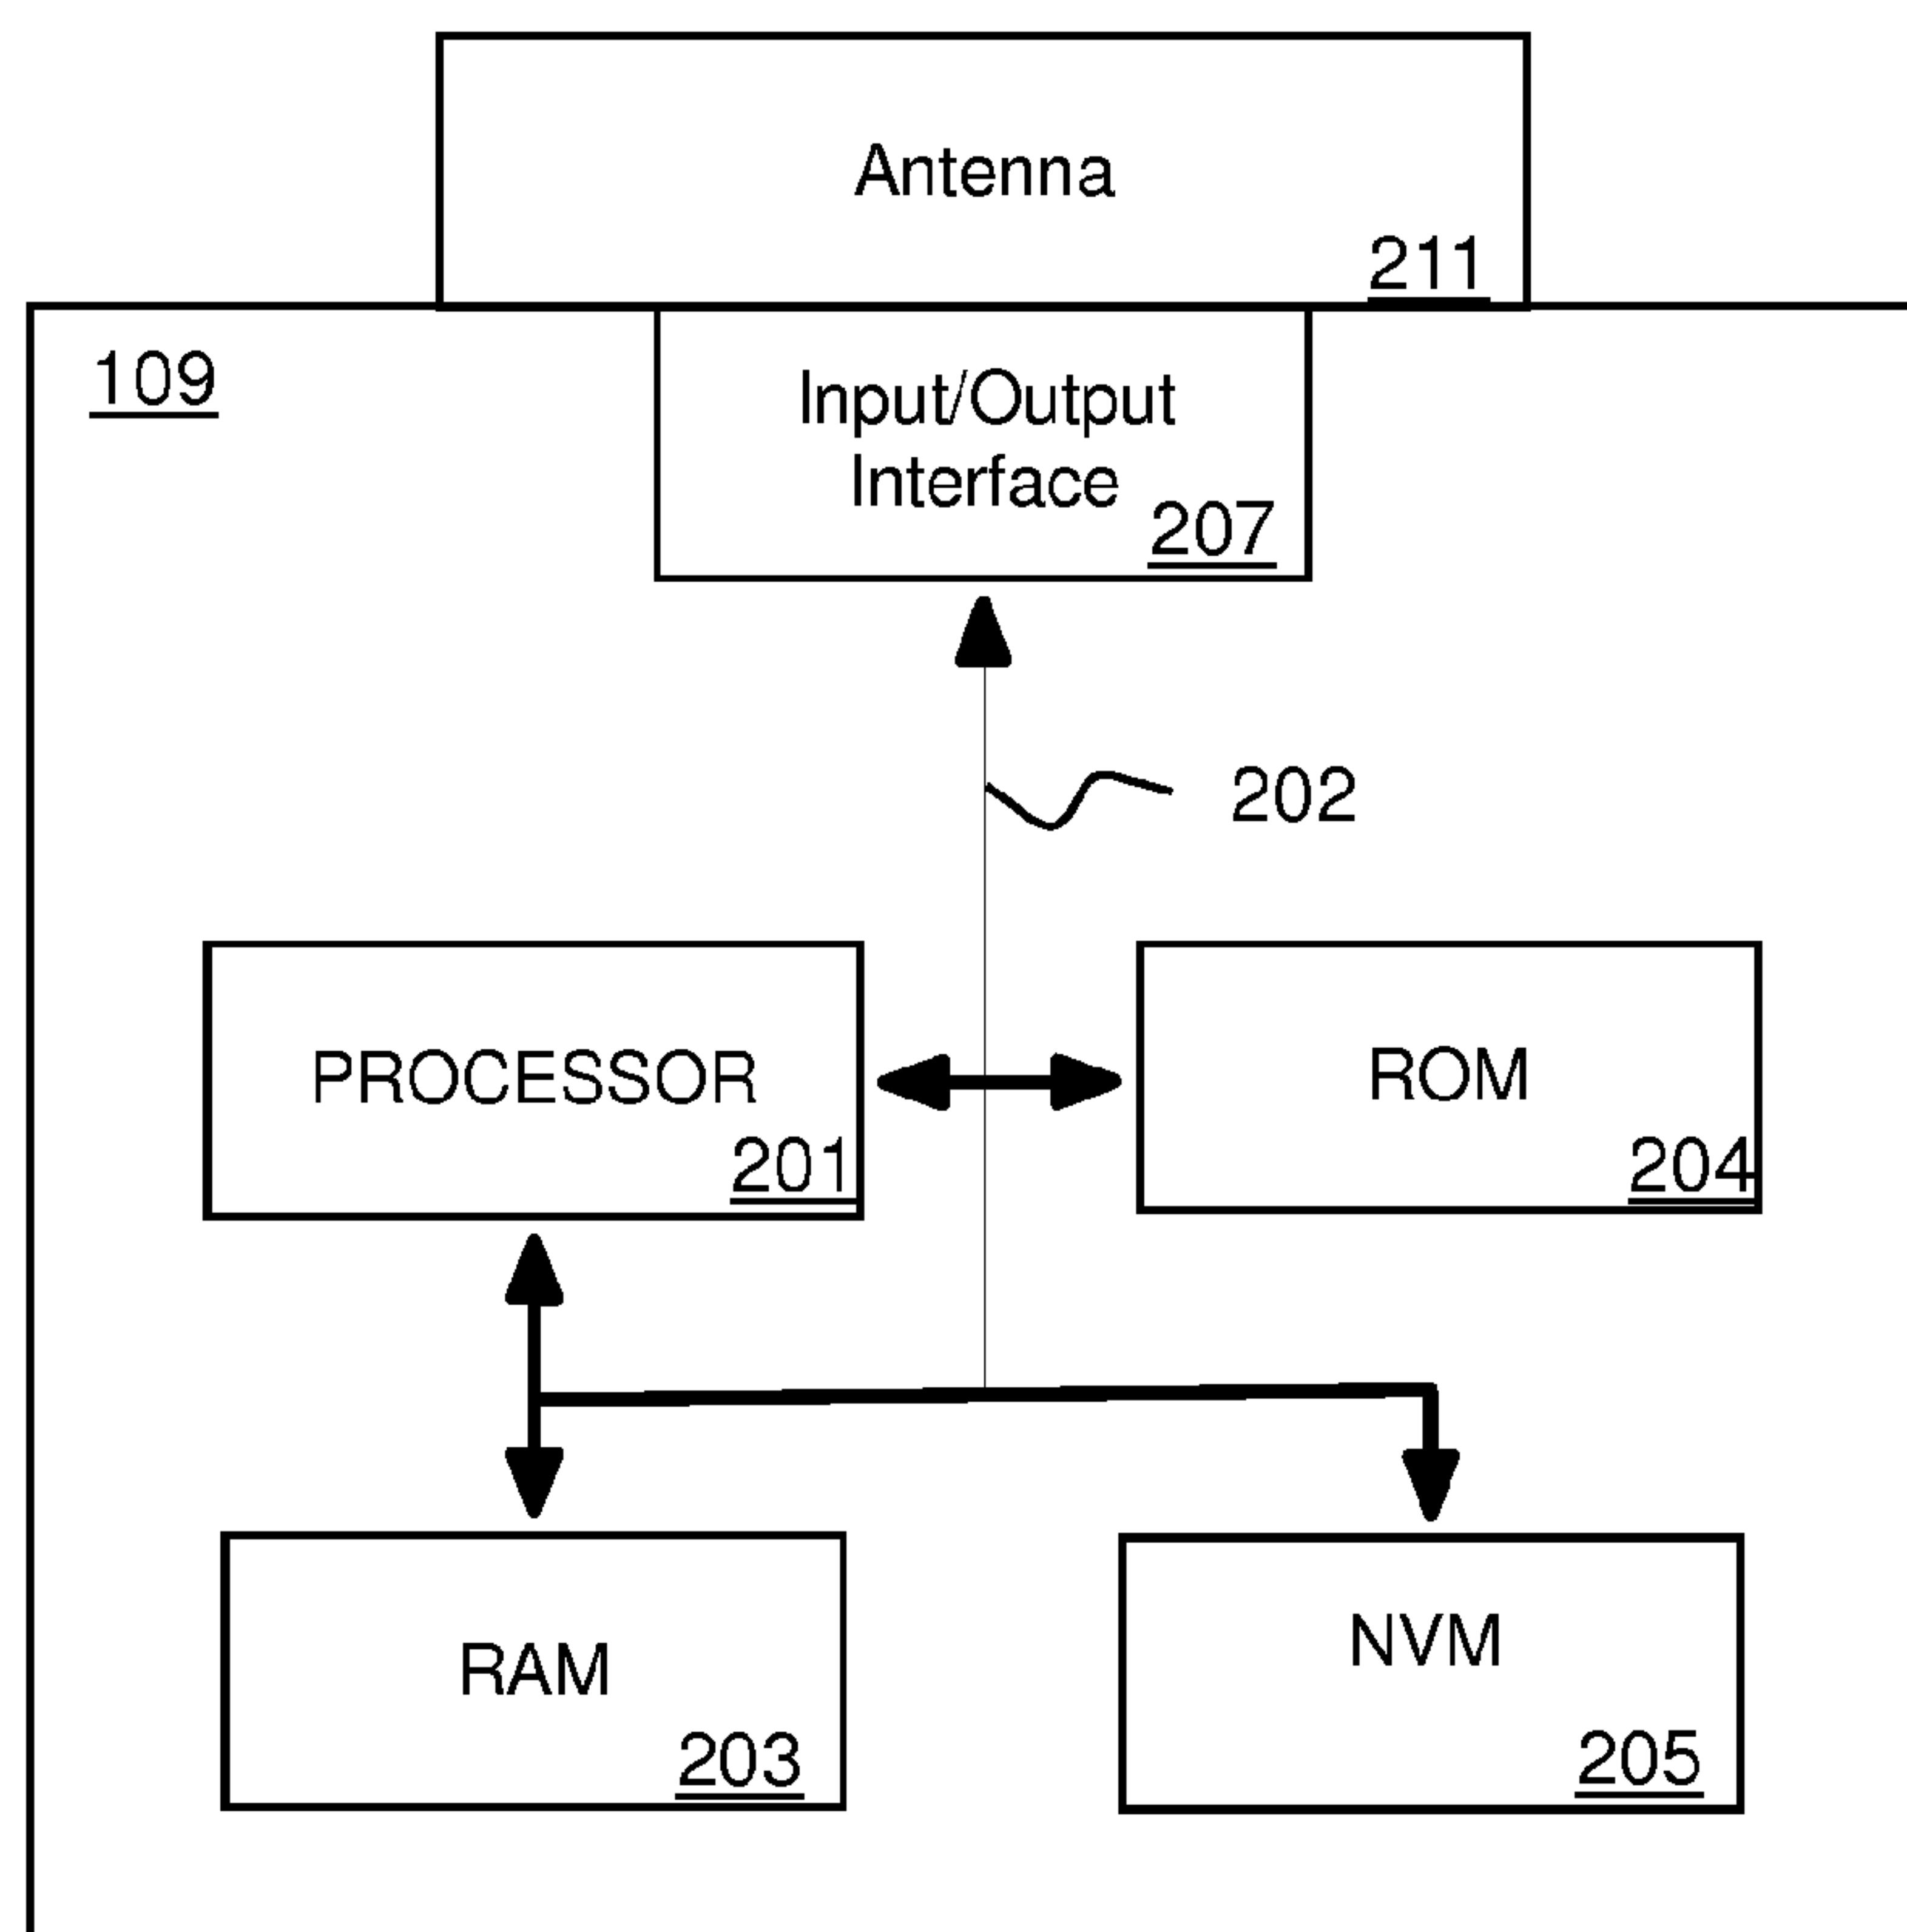 Antenna
211
109
Input/Output
Interface
207
202
PROCESSOR
201
ROM
204
RAM
203
NVM
205